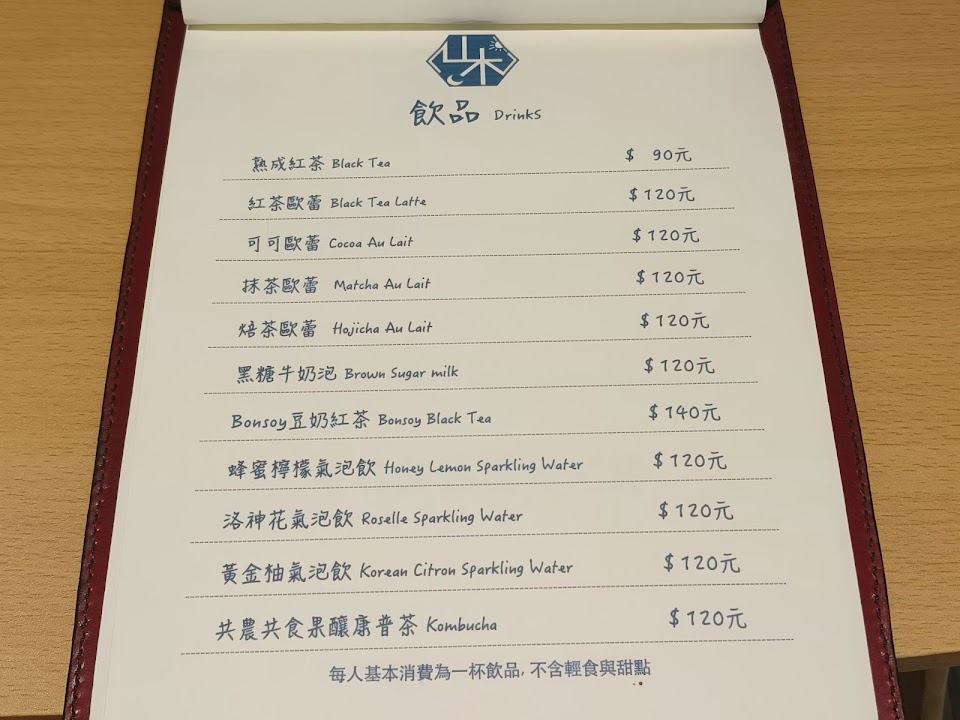 山木
飲品 Drinks
熟成紅茶 Black Tea $ 90元
紅茶歐蕾 Black Tea Latte $120元
可可歐蕾 Cocoa Au Lait $120元
抹茶歐蕾 Matcha Au Lait $120元
焙茶歐蕾 Hojicha Au Lait $120元
黑糖牛奶泡 Brown Sugar milk $120元
Bonsoy豆奶紅茶 Bonsoy Black Tea $140元
蜂蜜檸檬氣泡飲 Honey Lemon Sparkling Water $120元
洛神花氣泡飲 Roselle Sparkling Water $120元
黃金柚氣泡飲 Korean Citron Sparkling Water $120元
共農共食果釀康普茶 Kombucha $120元
每人基本消費為一杯飲品, 不含輕食與甜點